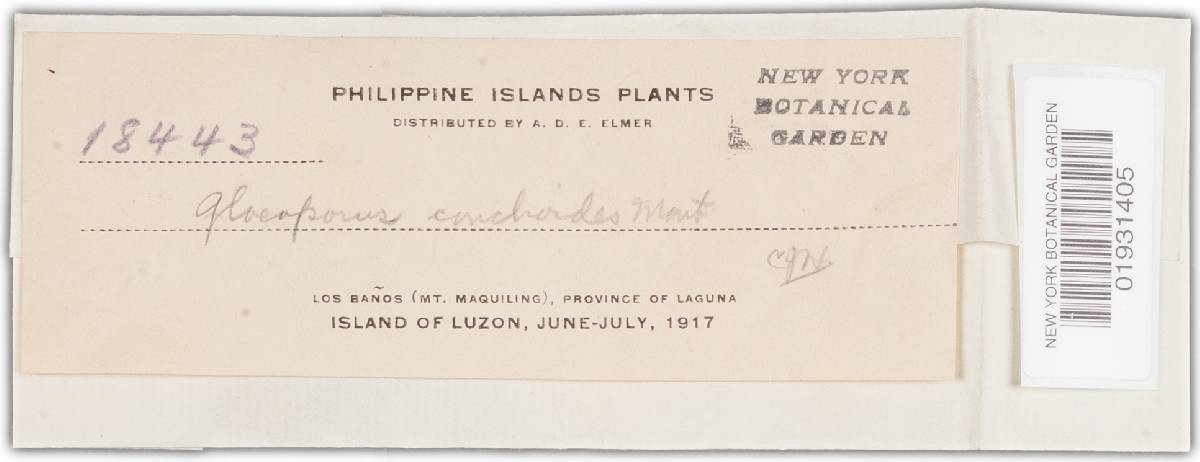 PHILIPPINE ISLANDS PLANTS
DISTRIBUTED BY A. D. E. ELMER
NEW YORK
BOTANICAL
GARDEN
18443
Gloeoporus conchoides Mont
LOS BAÑOS (MT. MAQUILING), PROVINCE OF LAGUNA
ISLAND OF LUZON, JUNE-JULY, 1917
NEW YORK BOTANICAL GARDEN
01931405